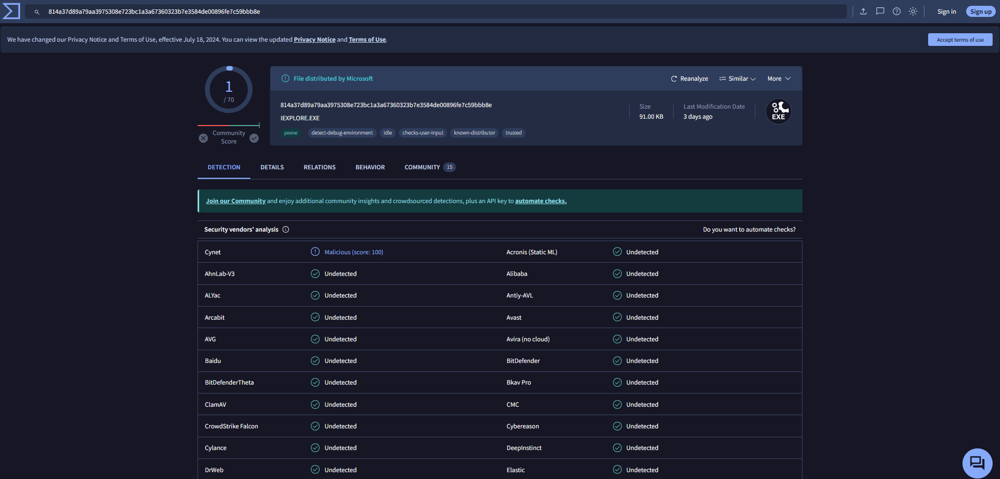 814a37d89a79aa3975308e723bc1a3a67360323b7e3584de00896fe7c59bbb8e
Sign in
Sign up
We have changed our Privacy Notice and Terms of Use, effective July 18, 2024. You can view the updated Privacy Notice and Terms of Use.
Accept terms of use
1
/ 70
Community
Score
File distributed by Microsoft
Reanalyze
Similar
More
814a37d89a79aa3975308e723bc1a3a67360323b7e3584de00896fe7c59bbb8e
IEXPLORE.EXE
peexe
detect-debug-environment
idle
checks-user-input
known-distributor
trusted
Size
91.00 KB
Last Modification Date
3 days ago
EXE
DETECTION
DETAILS
RELATIONS
BEHAVIOR
COMMUNITY 15
Join our Community and enjoy additional community insights and crowdsourced detections, plus an API key to automate checks.
Security vendors' analysis
Do you want to automate checks?
Cynet Malicious (score: 100) Acronis (Static ML) Undetected
AhnLab-V3 Undetected Alibaba Undetected
ALYac Undetected Antiy-AVL Undetected
Arcabit Undetected Avast Undetected
AVG Undetected Avira (no cloud) Undetected
Baidu Undetected BitDefender Undetected
BitDefenderTheta Undetected Bkav Pro Undetected
ClamAV Undetected CMC Undetected
CrowdStrike Falcon Undetected Cybereason Undetected
Cylance Undetected DeepInstinct Undetected
DrWeb Undetected Elastic Undetected